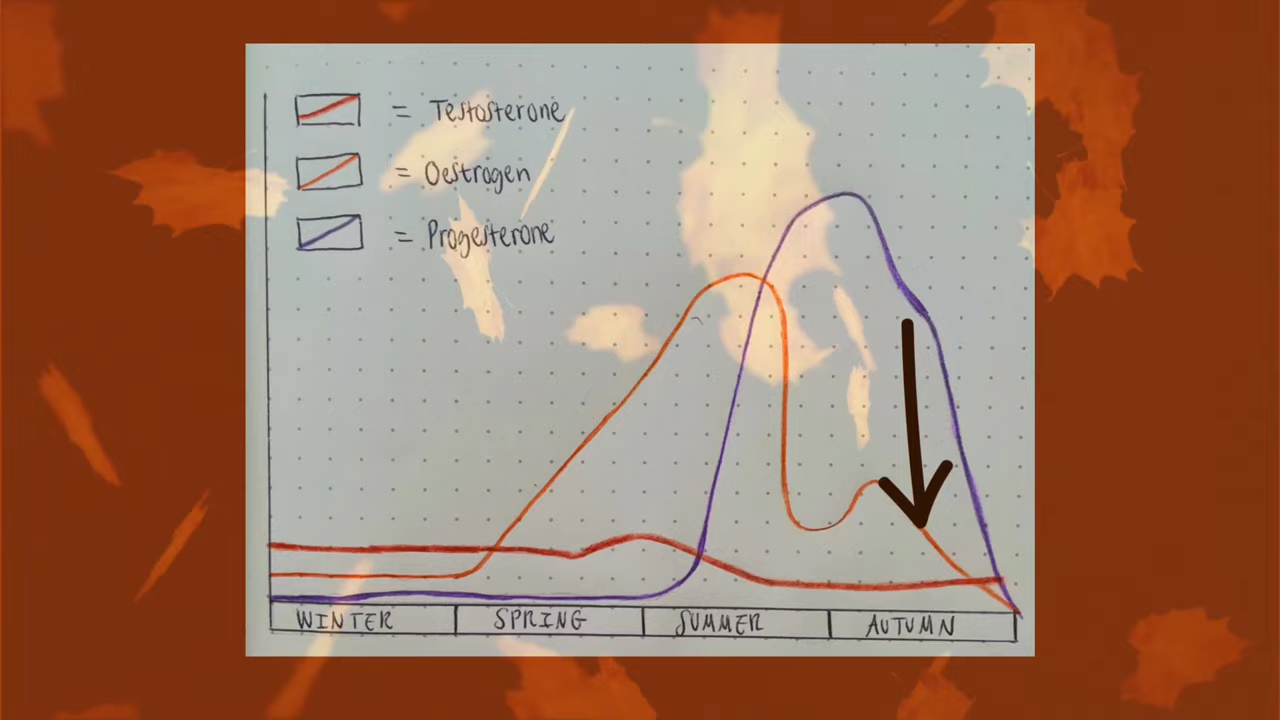 = Testosterone
= Oestrogen
= Progesterone
WINTER SPRING SUMMER AUTUMN